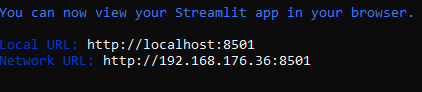 You can now view your Streamlit app in your browser.
Local URL: http://localhost:8501
Network URL: http://192.168.176.36:8501